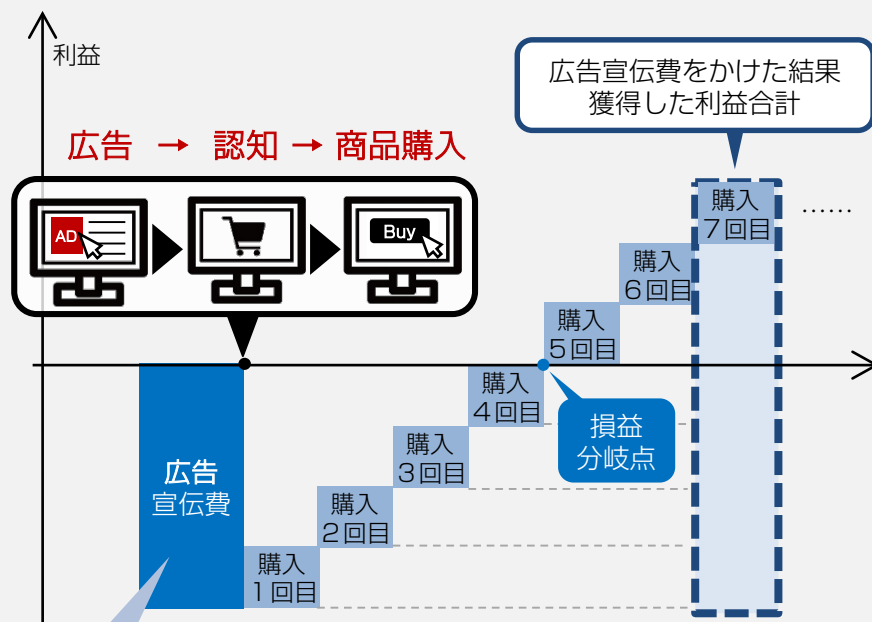 利益
広告宣伝費をかけた結果
獲得した利益合計
広告 → 認知 → 商品購入
AD
Buy
購入
7回目
……
購入
6回目
購入
5回目
購入
4回目
損益
分岐点
購入
3回目
広告
宣伝費
購入
2回目
購入
1回目